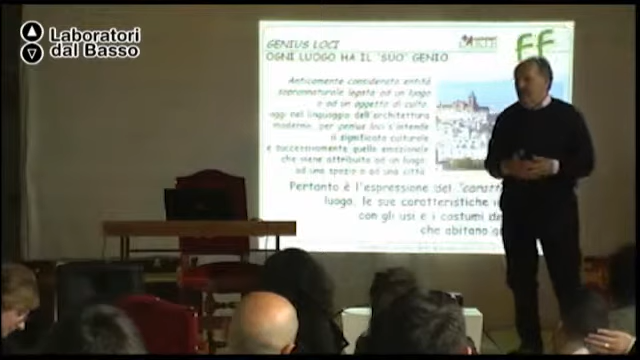 Laboratori
dal Basso
GENIUS LOCI
OGNI LUOGO HA IL "SUO" GENIO
FF
Anticamente considerato entità
soprannaturale legata ad un luogo
o ad un oggetto di culto,
oggi nel linguaggio dell'architettura
moderna, per genius loci s'intende
il significato culturale
e successivamente quello emozionale
che viene attribuito ad un luogo,
ad uno spazio o ad una città.
Pertanto è l'espressione del
luogo, le sue caratteristiche
con gli usi e i costumi
che abitano